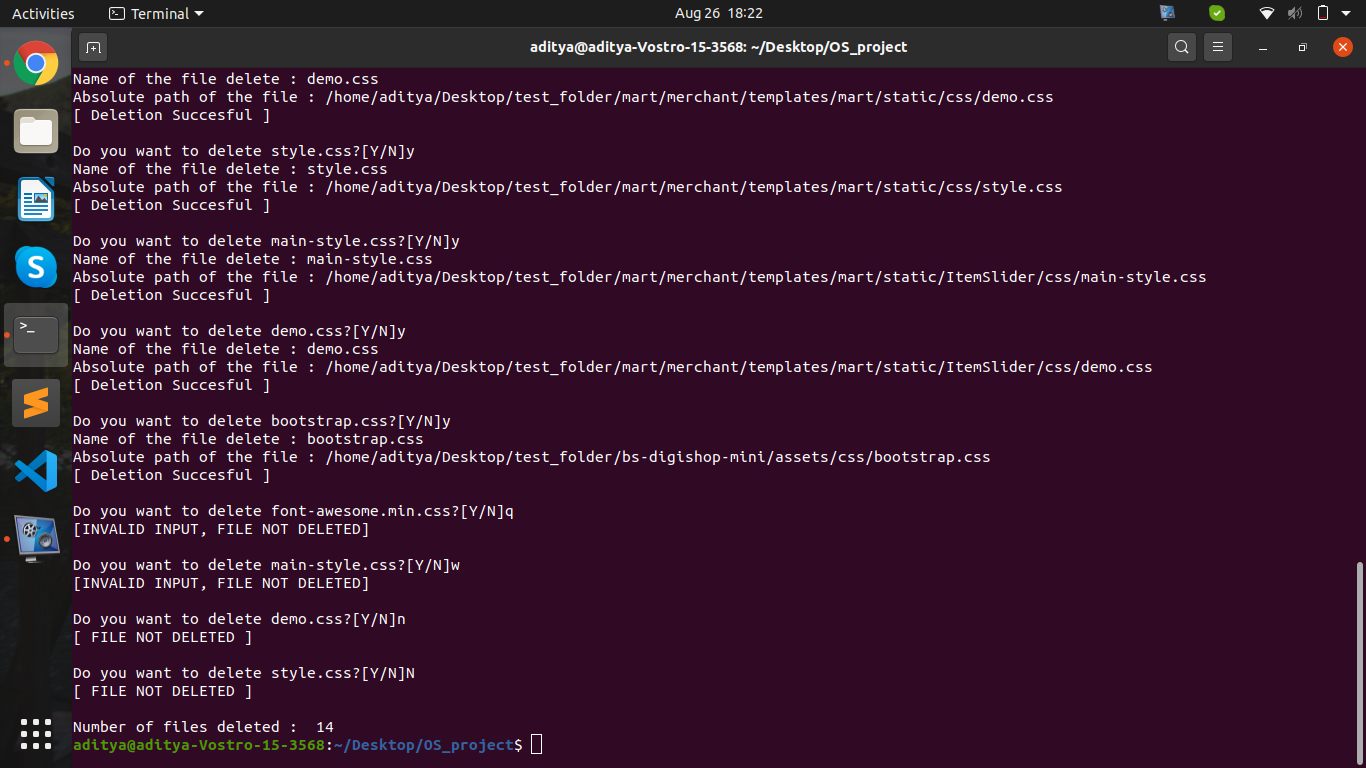 Activities
Terminal
Aug 26 18:22
aditya@aditya-Vostro-15-3568: ~/Desktop/OS_project
Name of the file delete : demo.css
Absolute path of the file : /home/aditya/Desktop/test_folder/mart/merchant/templates/mart/static/css/demo.css
[ Deletion Succesful ]
Do you want to delete style.css?[Y/N]y
Name of the file delete : style.css
Absolute path of the file : /home/aditya/Desktop/test_folder/mart/merchant/templates/mart/static/css/style.css
[ Deletion Succesful ]
Do you want to delete main-style.css?[Y/N]y
Name of the file delete : main-style.css
Absolute path of the file : /home/aditya/Desktop/test_folder/mart/merchant/templates/mart/static/ItemSlider/css/main-style.css
[ Deletion Succesful ]
Do you want to delete demo.css?[Y/N]y
Name of the file delete : demo.css
Absolute path of the file : /home/aditya/Desktop/test_folder/mart/merchant/templates/mart/static/ItemSlider/css/demo.css
[ Deletion Succesful ]
Do you want to delete bootstrap.css?[Y/N]y
Name of the file delete : bootstrap.css
Absolute path of the file : /home/aditya/Desktop/test_folder/bs-digishop-mini/assets/css/bootstrap.css
[ Deletion Succesful ]
Do you want to delete font-awesome.min.css?[Y/N]q
[INVALID INPUT, FILE NOT DELETED]
Do you want to delete main-style.css?[Y/N]w
[INVALID INPUT, FILE NOT DELETED]
Do you want to delete demo.css?[Y/N]n
[ FILE NOT DELETED ]
Do you want to delete style.css?[Y/N]N
[ FILE NOT DELETED ]
Number of files deleted :  14
aditya@aditya-Vostro-15-3568:~/Desktop/OS_project$